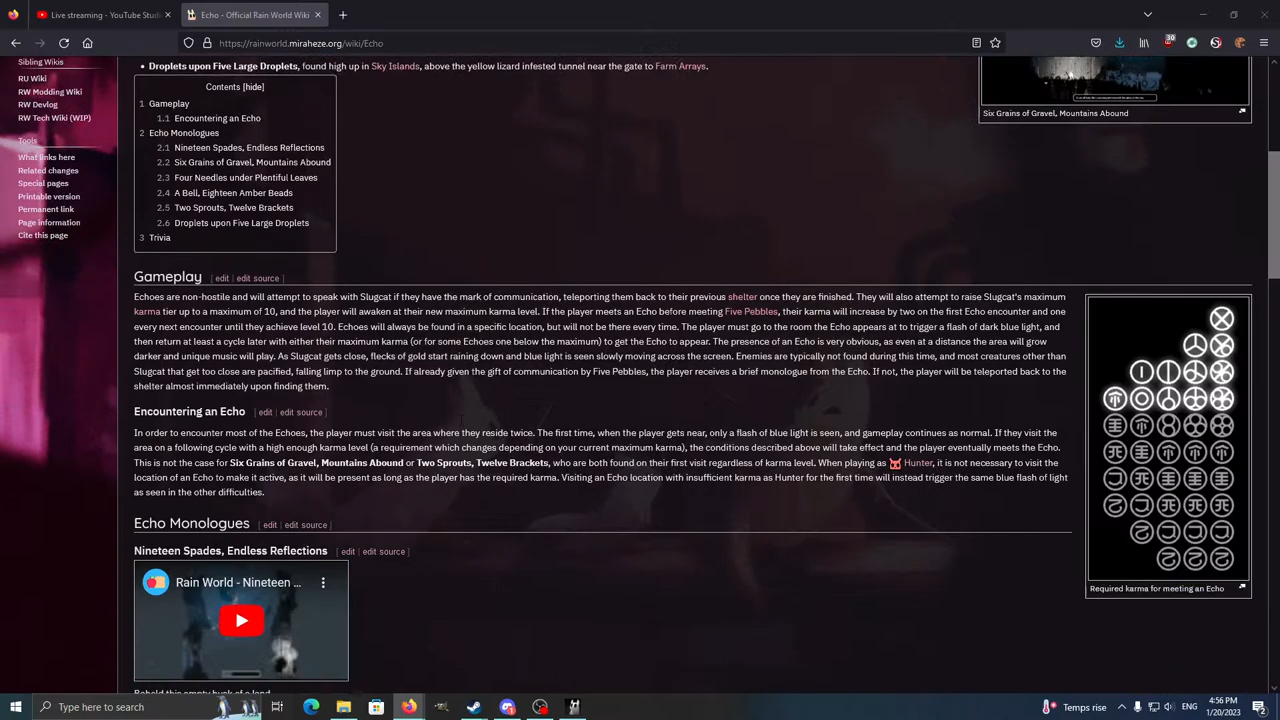 Live streaming - YouTube Studi
Echo - Official Rain World Wiki
https://rainworld.miraheze.org/wiki/Echo
30
Sibling Wikis
RU Wiki
RW Modding Wiki
RW Devlog
RW Tech Wiki (WIP)
Tools
What links here
Related changes
Special pages
Printable version
Permanent link
Page information
Cite this page
Droplets upon Five Large Droplets, found high up in Sky Islands, above the yellow lizard infested tunnel near the gate to Farm Arrays.
Contents [hide]
1 Gameplay
1.1 Encountering an Echo
2 Echo Monologues
2.1 Nineteen Spades, Endless Reflections
2.2 Six Grains of Gravel, Mountains Abound
2.3 Four Needles under Plentiful Leaves
2.4 A Bell, Eighteen Amber Beads
2.5 Two Sprouts, Twelve Brackets
2.6 Droplets upon Five Large Droplets
3 Trivia
Six Grains of Gravel, Mountains Abound
Gameplay [ edit | edit source ]
Echoes are non-hostile and will attempt to speak with Slugcat if they have the mark of communication, teleporting them back to their previous shelter once they are finished. They will also attempt to raise Slugcat's maximum
karma tier up to a maximum of 10, and the player will awaken at their new maximum karma level. If the player meets an Echo before meeting Five Pebbles, their karma will increase by two on the first Echo encounter and one
every next encounter until they achieve level 10. Echoes will always be found in a specific location, but will not be there every time. The player must go to the room the Echo appears at to trigger a flash of dark blue light, and
then return at least a cycle later with either their maximum karma (or for some Echoes one below the maximum) to get the Echo to appear. The presence of an Echo is very obvious, as even at a distance the area will grow
darker and unique music will play. As Slugcat gets close, flecks of gold start raining down and blue light is seen slowly moving across the screen. Enemies are typically not found during this time, and most creatures other than
Slugcat that get too close are pacified, falling limp to the ground. If already given the gift of communication by Five Pebbles, the player receives a brief monologue from the Echo. If not, the player will be teleported back to the
shelter almost immediately upon finding them.
Encountering an Echo [ edit | edit source ]
In order to encounter most of the Echoes, the player must visit the area where they reside twice. The first time, when the player gets near, only a flash of blue light is seen, and gameplay continues as normal. If they visit the
area on a following cycle with a high enough karma level (a requirement which changes depending on your current maximum karma), the conditions described above will take effect and the player eventually meets the Echo.
This is not the case for Six Grains of Gravel, Mountains Abound or Two Sprouts, Twelve Brackets, who are both found on their first visit regardless of karma level. When playing as Hunter, it is not necessary to visit the
location of an Echo to make it active, as it will be present as long as the player has the required karma. Visiting an Echo location with insufficient karma as Hunter for the first time will instead trigger the same blue flash of light
as seen in the other difficulties.
Required karma for meeting an Echo
Echo Monologues [ edit | edit source ]
Nineteen Spades, Endless Reflections [ edit | edit source ]
Rain World - Nineteen ...
Type here to search
Temps rise
ENG
4:56 PM
1/20/2023
2